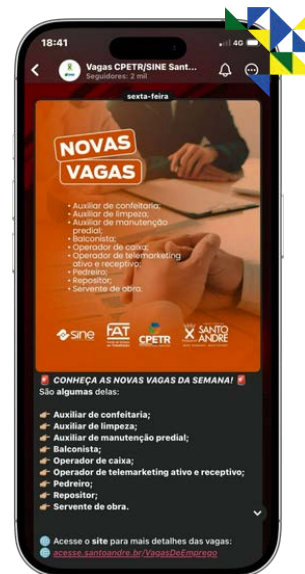 18:41
4G
Vagas CPETR/SINE Sant...
Seguidores: 2 mil
sexta-feira
NOVAS
VAGAS
• Auxiliar de confeitaria;
• Auxiliar de limpeza;
• Auxiliar de manutenção
predial;
• Balconista;
• Operador de caixa;
• Operador de telemarketing
ativo e receptivo;
• Pedreiro;
• Repositor;
• Servente de obra.
sine
FAT
CPETR
SANTO
ANDRÉ
🚨 CONHEÇA AS NOVAS VAGAS DA SEMANA! 🚨
São algumas delas:
👉 Auxiliar de confeitaria;
👉 Auxiliar de limpeza;
👉 Auxiliar de manutenção predial;
👉 Balconista;
👉 Operador de caixa;
👉 Operador de telemarketing ativo e receptivo;
👉 Pedreiro;
👉 Repositor;
👉 Servente de obra.
🌐 Acesse o site para mais detalhes das vagas:
🌐 acesse.santoandre.br/VagasDeEmprego